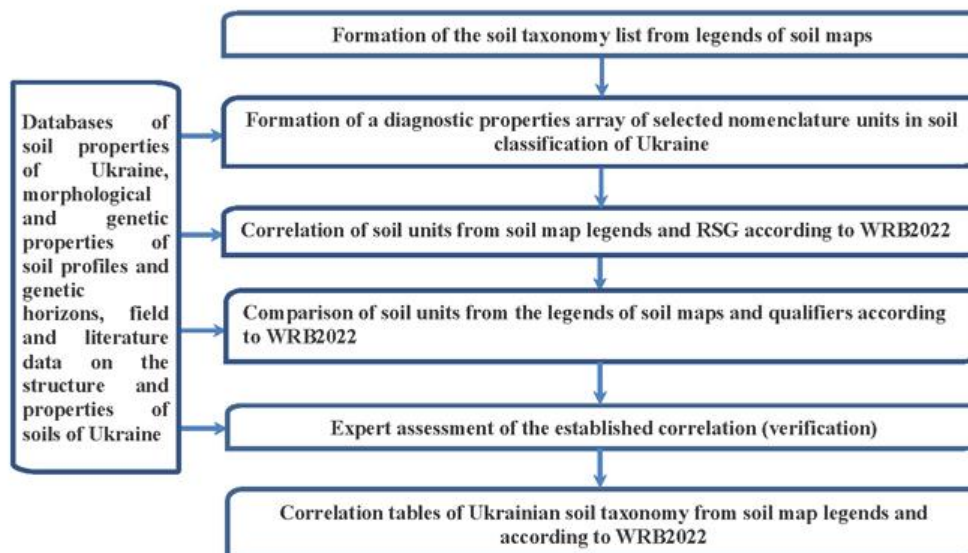 Formation of the soil taxonomy list from legends of soil maps
Databases of
soil properties
of Ukraine,
morphological
and genetic
properties of
soil profiles and
genetic
horizons, field
and literature
data on the
structure and
properties of
soils of Ukraine
Formation of a diagnostic properties array of selected nomenclature units in soil
classification of Ukraine
Correlation of soil units from soil map legends and RSG according to WRB2022
Comparison of soil units from the legends of soil maps and qualifiers according
to WRB2022
Expert assessment of the established correlation (verification)
Correlation tables of Ukrainian soil taxonomy from soil map legends and
according to WRB2022